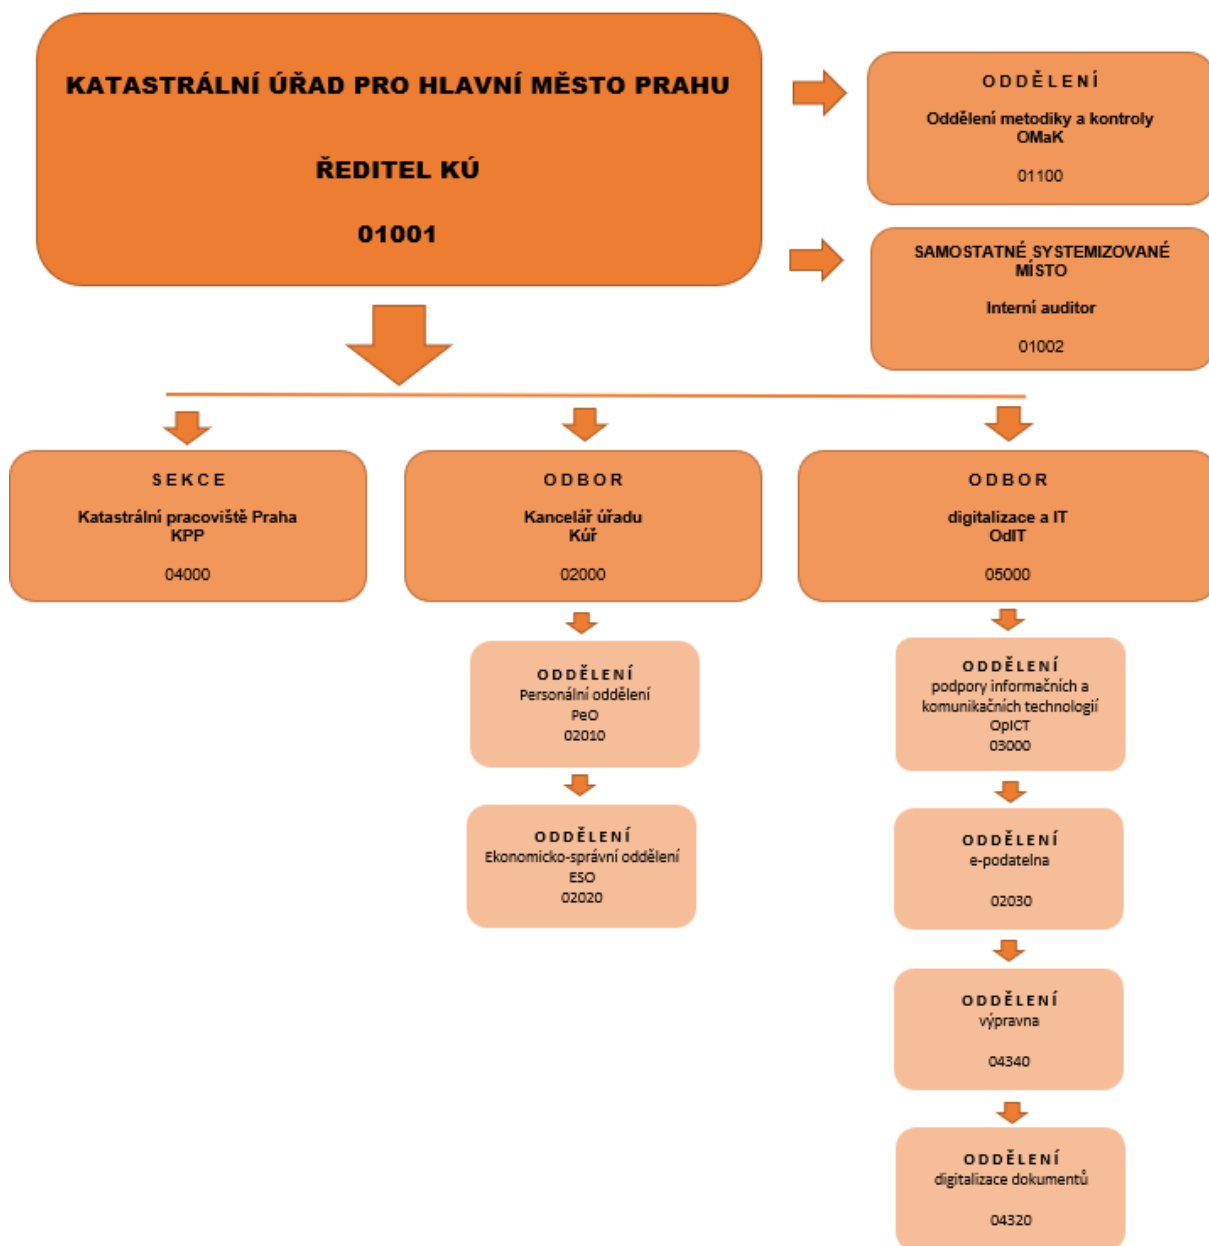 KATASTRÁLNÍ ÚŘAD PRO HLAVNÍ MĚSTO PRAHU
ŘEDITEL KÚ
01001
ODDĚLENÍ
Oddělení metodiky a kontroly
OMaK
01100
SAMOSTATNÉ SYSTEMIZOVANÉ
MÍSTO
Interní auditor
01002
SEKCE
Katastrální pracoviště Praha
KPP
04000
ODBOR
Kancelář úřadu
Kúř
02000
ODBOR
digitalizace a IT
OdIT
05000
ODDĚLENÍ
Personální oddělení
PeO
02010
ODDĚLENÍ
Ekonomicko-správní oddělení
ESO
02020
ODDĚLENÍ
podpory informačních a
komunikačních technologií
OpICT
03000
ODDĚLENÍ
e-podatelna
02030
ODDĚLENÍ
výpravna
04340
ODDĚLENÍ
digitalizace dokumentů
04320